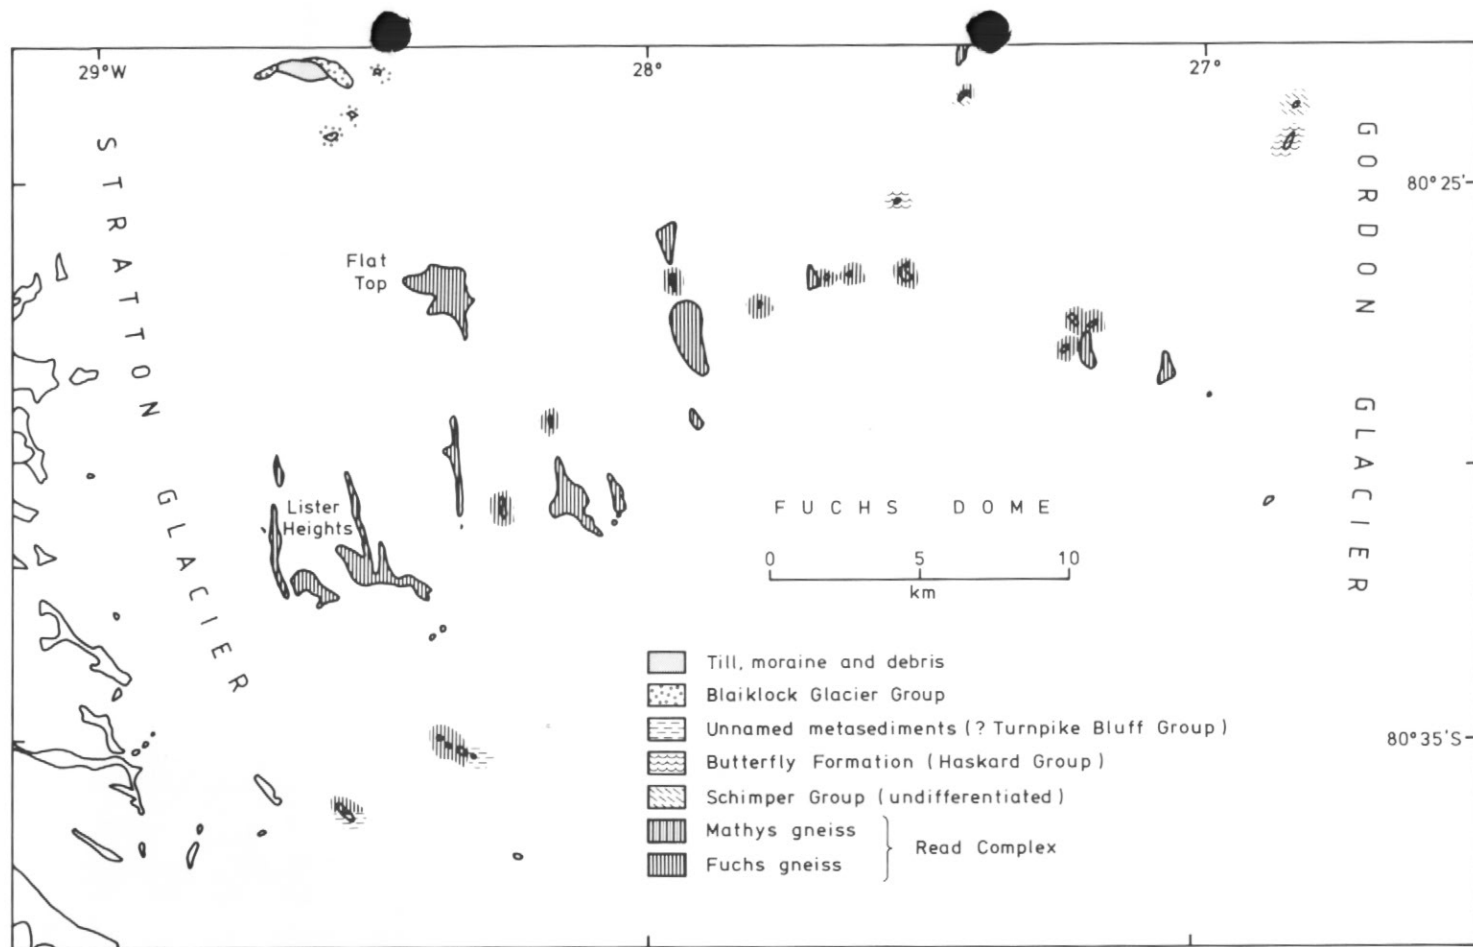 29°W 28° 27°
STRATTON GLACIER
GORDON GLACIER
80° 25'
Flat
Top
Lister
Heights
FUCHS DOME
0 5 10
km
Till, moraine and debris
Blaiklock Glacier Group
Unnamed metasediments (? Turnpike Bluff Group)
80° 35'S
Butterfly Formation (Haskard Group)
Schimper Group (undifferentiated)
Mathys gneiss
Read Complex
Fuchs gneiss